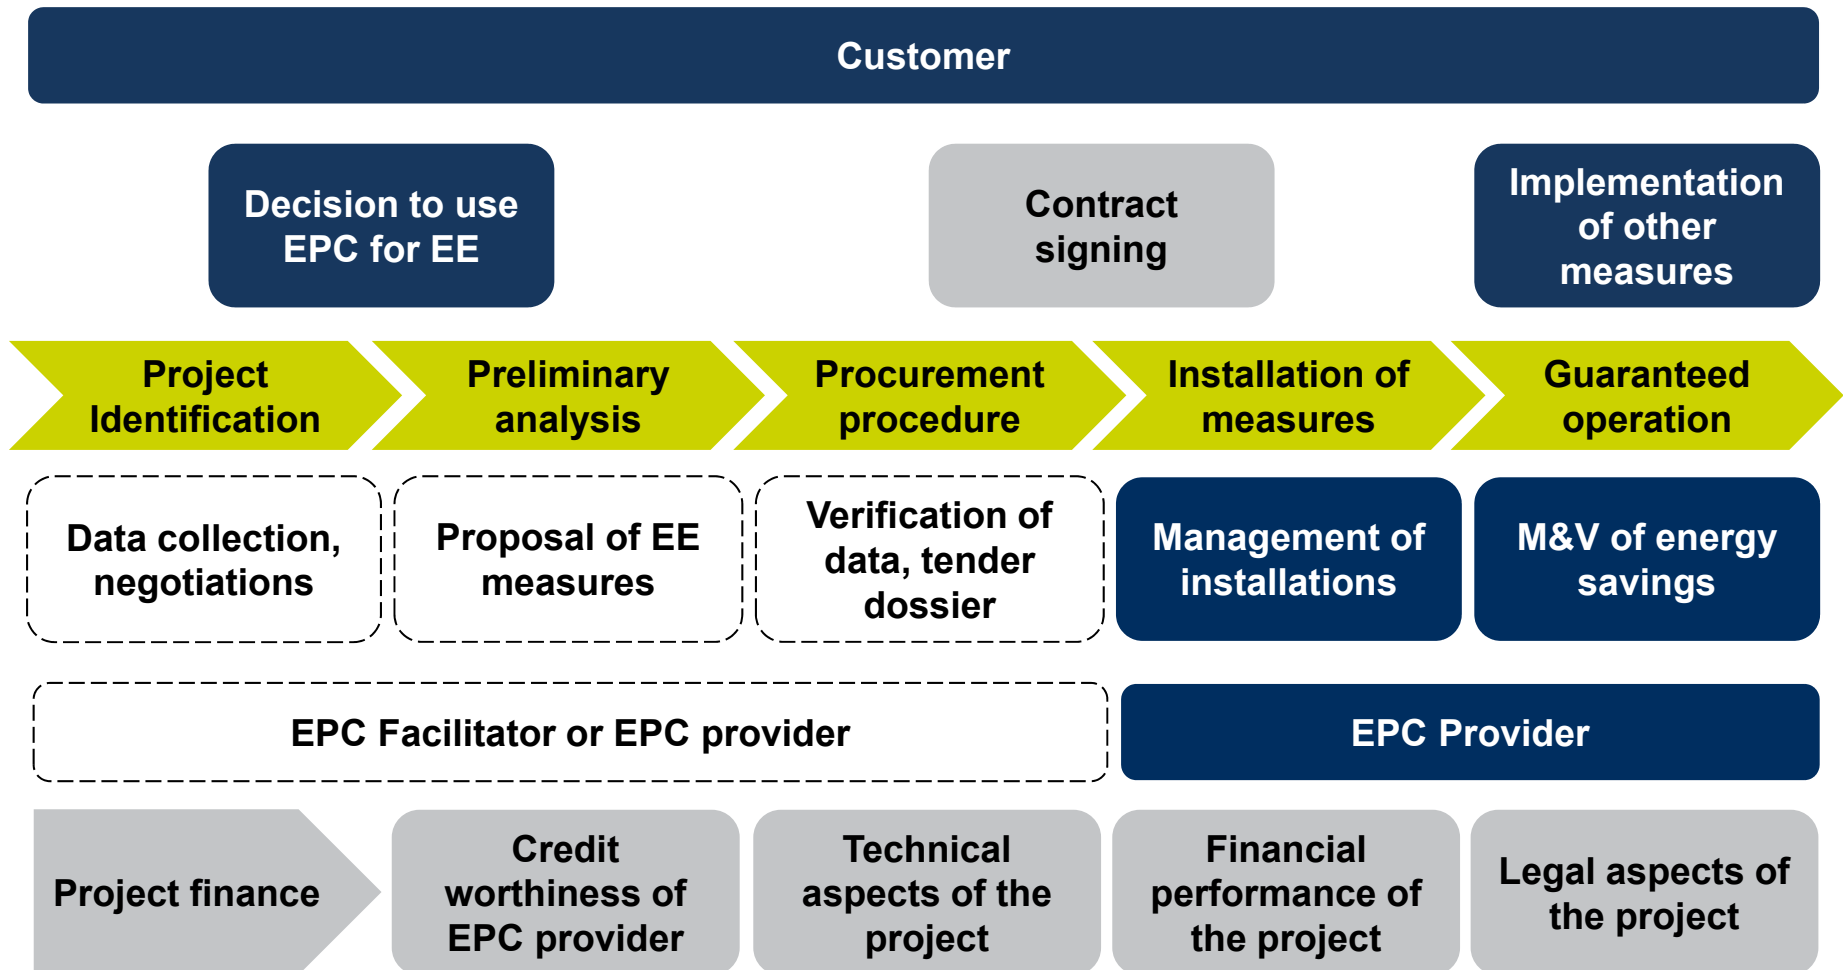 Customer
Decision to use
EPC for EE
Contract
signing
Implementation
of other
measures
Project
Identification
Preliminary
analysis
Procurement
procedure
Installation of
measures
Guaranteed
operation
Data collection,
negotiations
Proposal of EE
measures
Verification of
data, tender
dossier
Management of
installations
M&V of energy
savings
EPC Facilitator or EPC provider
EPC Provider
Project finance
Credit
worthiness of
EPC provider
Technical
aspects of the
project
Financial
performance of
the project
Legal aspects of
the project